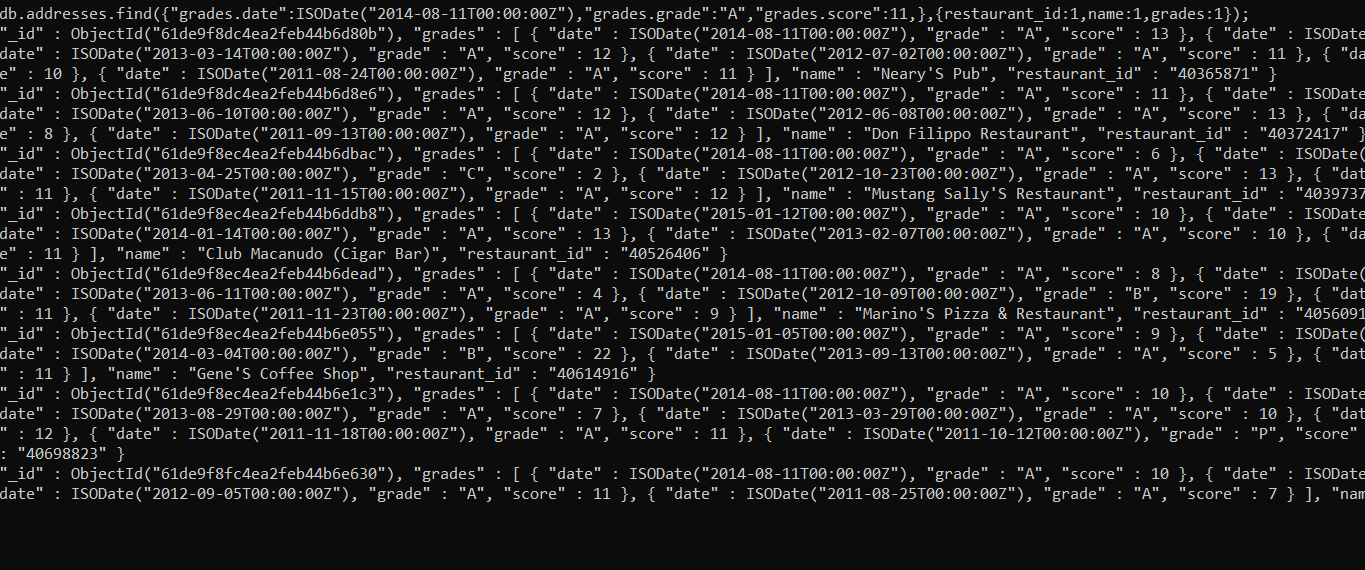 db.addresses.find({"grades.date":ISODate("2014-08-11T00:00:00Z"),"grades.grade":"A","grades.score":11,},{restaurant_id:1,name:1,grades:1});
"_id" : ObjectId("61de9f8dc4ea2feb44b6d80b"), "grades" : [ { "date" : ISODate("2014-08-11T00:00:00Z"), "grade" : "A", "score" : 13 }, { "date" : ISODate
date" : ISODate("2013-03-14T00:00:00Z"), "grade" : "A", "score" : 12 }, { "date" : ISODate("2012-07-02T00:00:00Z"), "grade" : "A", "score" : 11 }, { "da
e" : 10 }, { "date" : ISODate("2011-08-24T00:00:00Z"), "grade" : "A", "score" : 11 } ], "name" : "Neary'S Pub", "restaurant_id" : "40365871" }
"_id" : ObjectId("61de9f8ec4ea2feb44b6d8e6"), "grades" : [ { "date" : ISODate("2014-08-11T00:00:00Z"), "grade" : "A", "score" : 11 }, { "date" : ISODate
date" : ISODate("2013-06-10T00:00:00Z"), "grade" : "A", "score" : 12 }, { "date" : ISODate("2012-06-08T00:00:00Z"), "grade" : "A", "score" : 13 }, { "da
e" : 8 }, { "date" : ISODate("2011-09-13T00:00:00Z"), "grade" : "A", "score" : 12 } ], "name" : "Don Filippo Restaurant", "restaurant_id" : "40372417" }
"_id" : ObjectId("61de9f8ec4ea2feb44b6dbac"), "grades" : [ { "date" : ISODate("2014-08-11T00:00:00Z"), "grade" : "A", "score" : 6 }, { "date" : ISODate(
date" : ISODate("2013-04-25T00:00:00Z"), "grade" : "C", "score" : 2 }, { "date" : ISODate("2012-10-23T00:00:00Z"), "grade" : "A", "score" : 13 }, { "dat
" : 11 }, { "date" : ISODate("2011-11-15T00:00:00Z"), "grade" : "A", "score" : 12 } ], "name" : "Mustang Sally'S Restaurant", "restaurant_id" : "4039737
"_id" : ObjectId("61de9f8ec4ea2feb44b6ddb8"), "grades" : [ { "date" : ISODate("2015-01-12T00:00:00Z"), "grade" : "A", "score" : 10 }, { "date" : ISODate
date" : ISODate("2014-01-14T00:00:00Z"), "grade" : "A", "score" : 13 }, { "date" : ISODate("2013-02-07T00:00:00Z"), "grade" : "A", "score" : 10 }, { "da
e" : 11 } ], "name" : "Club Macanudo (Cigar Bar)", "restaurant_id" : "40526406" }
"_id" : ObjectId("61de9f8ec4ea2feb44b6dead"), "grades" : [ { "date" : ISODate("2014-08-11T00:00:00Z"), "grade" : "A", "score" : 8 }, { "date" : ISODate(
date" : ISODate("2013-06-11T00:00:00Z"), "grade" : "A", "score" : 4 }, { "date" : ISODate("2012-10-09T00:00:00Z"), "grade" : "B", "score" : 19 }, { "dat
" : 11 }, { "date" : ISODate("2011-11-23T00:00:00Z"), "grade" : "A", "score" : 9 } ], "name" : "Marino'S Pizza & Restaurant", "restaurant_id" : "4056091
"_id" : ObjectId("61de9f8ec4ea2feb44b6e055"), "grades" : [ { "date" : ISODate("2015-01-05T00:00:00Z"), "grade" : "A", "score" : 9 }, { "date" : ISODate(
date" : ISODate("2014-03-04T00:00:00Z"), "grade" : "B", "score" : 22 }, { "date" : ISODate("2013-09-13T00:00:00Z"), "grade" : "A", "score" : 5 }, { "dat
" : 11 } ], "name" : "Gene'S Coffee Shop", "restaurant_id" : "40614916" }
"_id" : ObjectId("61de9f8ec4ea2feb44b6e1c3"), "grades" : [ { "date" : ISODate("2014-08-11T00:00:00Z"), "grade" : "A", "score" : 10 }, { "date" : ISODate
date" : ISODate("2013-08-29T00:00:00Z"), "grade" : "A", "score" : 7 }, { "date" : ISODate("2013-03-29T00:00:00Z"), "grade" : "A", "score" : 10 }, { "dat
" : 12 }, { "date" : ISODate("2011-11-18T00:00:00Z"), "grade" : "A", "score" : 11 }, { "date" : ISODate("2011-10-12T00:00:00Z"), "grade" : "P", "score"
: "40698823" }
"_id" : ObjectId("61de9f8fc4ea2feb44b6e630"), "grades" : [ { "date" : ISODate("2014-08-11T00:00:00Z"), "grade" : "A", "score" : 10 }, { "date" : ISODate
date" : ISODate("2012-09-05T00:00:00Z"), "grade" : "A", "score" : 11 }, { "date" : ISODate("2011-08-25T00:00:00Z"), "grade" : "A", "score" : 7 } ], "nam